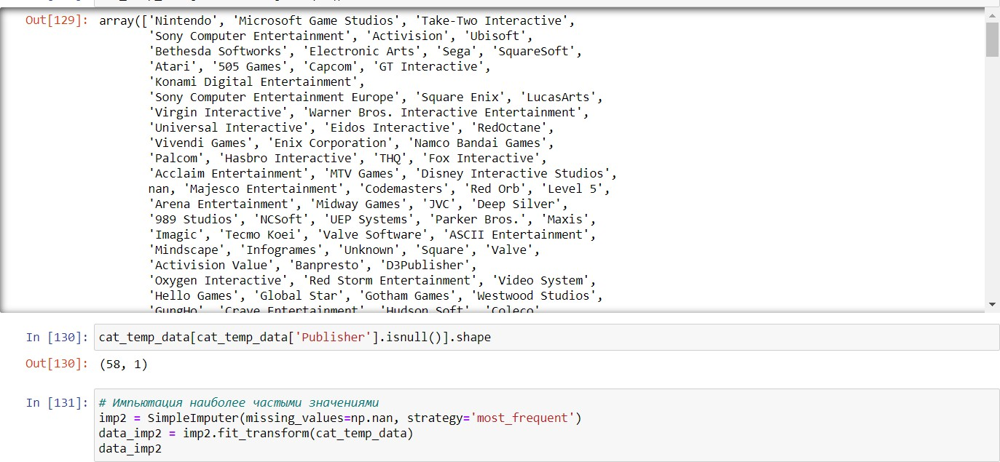 Out[129]: array(['Nintendo', 'Microsoft Game Studios', 'Take-Two Interactive',
'Sony Computer Entertainment', 'Activision', 'Ubisoft',
'Bethesda Softworks', 'Electronic Arts', 'Sega', 'SquareSoft',
'Atari', '505 Games', 'Capcom', 'GT Interactive',
'Konami Digital Entertainment',
'Sony Computer Entertainment Europe', 'Square Enix', 'LucasArts',
'Virgin Interactive', 'Warner Bros. Interactive Entertainment',
'Universal Interactive', 'Eidos Interactive', 'RedOctane',
'Vivendi Games', 'Enix Corporation', 'Namco Bandai Games',
'Palcom', 'Hasbro Interactive', 'THQ', 'Fox Interactive',
'Acclaim Entertainment', 'MTV Games', 'Disney Interactive Studios',
nan, 'Majesco Entertainment', 'Codemasters', 'Red Orb', 'Level 5',
'Arena Entertainment', 'Midway Games', 'JVC', 'Deep Silver',
'989 Studios', 'NCSoft', 'UEP Systems', 'Parker Bros.', 'Maxis',
'Imagic', 'Tecmo Koei', 'Valve Software', 'ASCII Entertainment',
'Mindscape', 'Infogrames', 'Unknown', 'Square', 'Valve',
'Activision Value', 'Banpresto', 'D3Publisher',
'Oxygen Interactive', 'Red Storm Entertainment', 'Video System',
'Hello Games', 'Global Star', 'Gotham Games', 'Westwood Studios',
'GungHo', 'Crave Entertainment', 'Hudson Soft', 'Coleco',
In [130]: cat_temp_data[cat_temp_data['Publisher'].isnull()].shape
Out[130]: (58, 1)
In [131]: # Импьютация наиболее частыми значениями
imp2 = SimpleImputer(missing_values=np.nan, strategy='most_frequent')
data_imp2 = imp2.fit_transform(cat_temp_data)
data_imp2